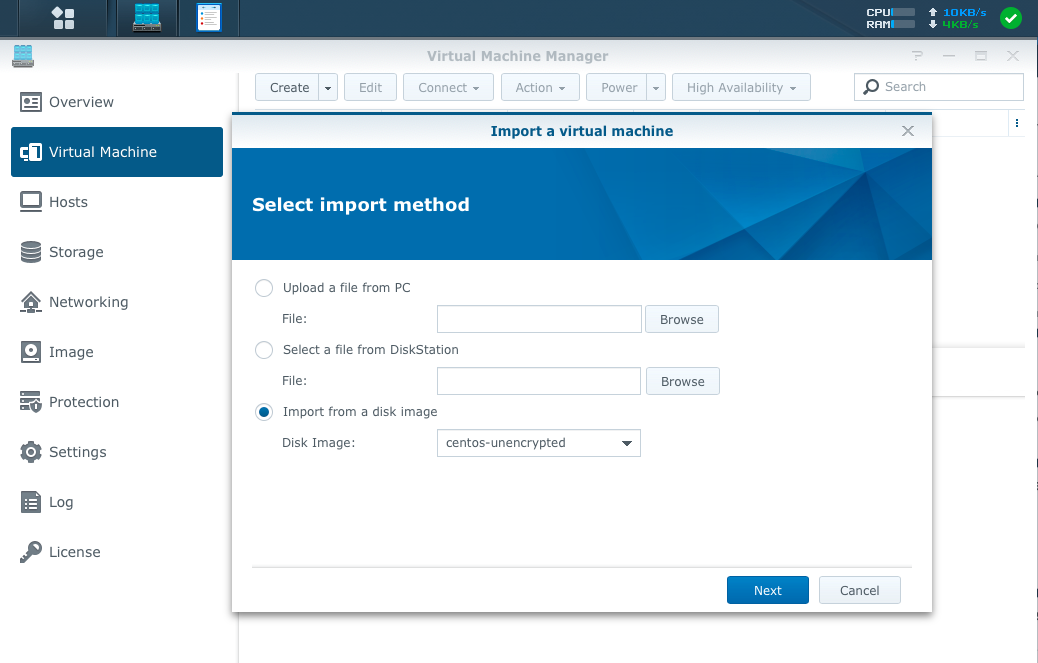 CPU 10KB/s
RAM 4KB/s
Virtual Machine Manager
Create Edit Connect Action Power High Availability Search
Overview
Virtual Machine
Hosts
Storage
Networking
Image
Protection
Settings
Log
License
Import a virtual machine
Select import method
Upload a file from PC
File: Browse
Select a file from DiskStation
File: Browse
Import from a disk image
Disk Image: centos-unencrypted
Next Cancel